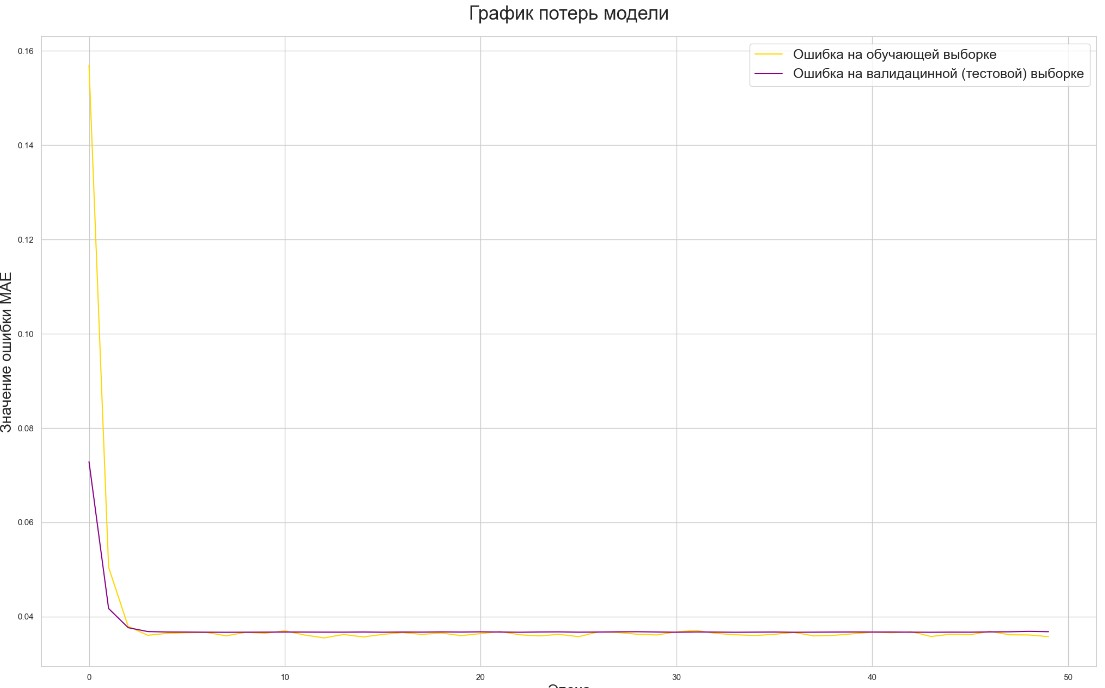 График потерь модели
Ошибка на обучающей выборке
Ошибка на валидацинной (тестовой) выборке
Значение ошибки MAE
0.16
0.14
0.12
0.10
0.08
0.06
0.04
0 10 20 30 40 50